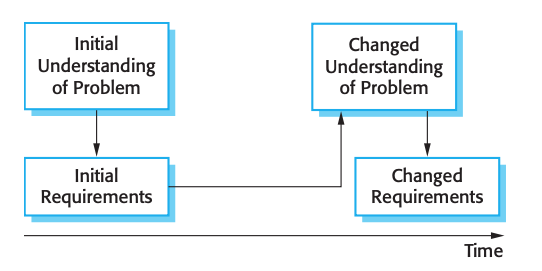 Initial
Understanding
of Problem
Changed
Understanding
of Problem
Initial
Requirements
Changed
Requirements
Time